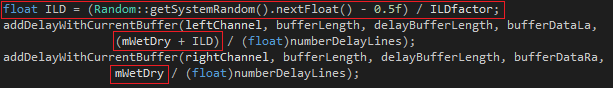 float ILD = (Random::getSystemRandom().nextFloat() - 0.5f) / ILDfactor;
addDelayWithCurrentBuffer(leftChannel, bufferLength, delayBufferLength, bufferDataLa,
(mWetDry + ILD) / (float)numberDelayLines);
addDelayWithCurrentBuffer(rightChannel, bufferLength, delayBufferLength, bufferDataRa,
mWetDry / (float)numberDelayLines);